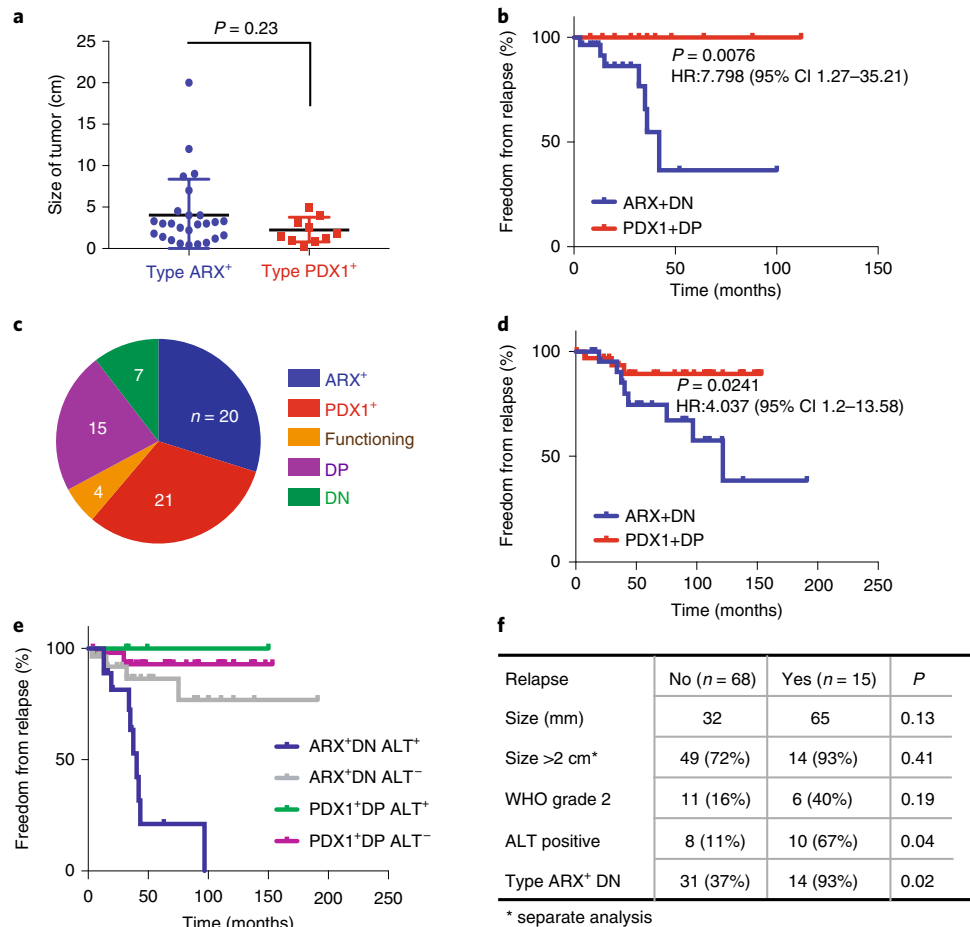 a
P = 0.23
25
20
15
10
5
0
Size of tumor (cm)
Type ARX⁺
Type PDX1⁺
b
100
50
0
Freedom from relapse (%)
P = 0.0076
HR:7.798 (95% CI 1.27–35.21)
ARX+DN
PDX1+DP
0
50
100
150
Time (months)
c
7
n = 20
15
4
21
ARX⁺
PDX1⁺
Functioning
DP
DN
d
100
50
0
Freedom from relapse (%)
P = 0.0241
HR:4.037 (95% CI 1.2–13.58)
ARX+DN
PDX1+DP
0
50
100
150
200
250
Time (months)
e
100
50
0
Freedom from relapse (%)
ARX⁺DN ALT⁺
ARX⁺DN ALT⁻
PDX1⁺DP ALT⁺
PDX1⁺DP ALT⁻
0
50
100
150
200
250
Time (months)
f
Relapse No (n = 68) Yes (n = 15) P
Size (mm) 32 65 0.13
Size >2 cm* 49 (72%) 14 (93%) 0.41
WHO grade 2 11 (16%) 6 (40%) 0.19
ALT positive 8 (11%) 10 (67%) 0.04
Type ARX⁺ DN 31 (37%) 14 (93%) 0.02
* separate analysis